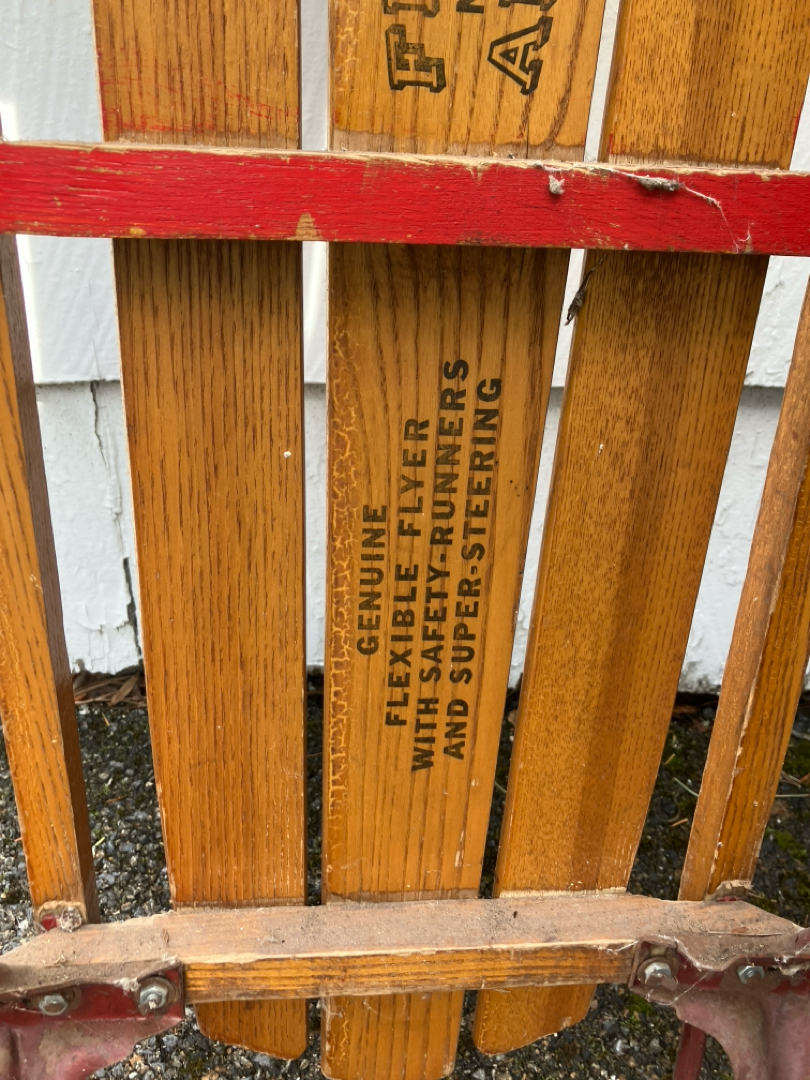 GENUINE
FLEXIBLE FLYER
WITH SAFETY-RUNNERS
AND SUPER-STEERING